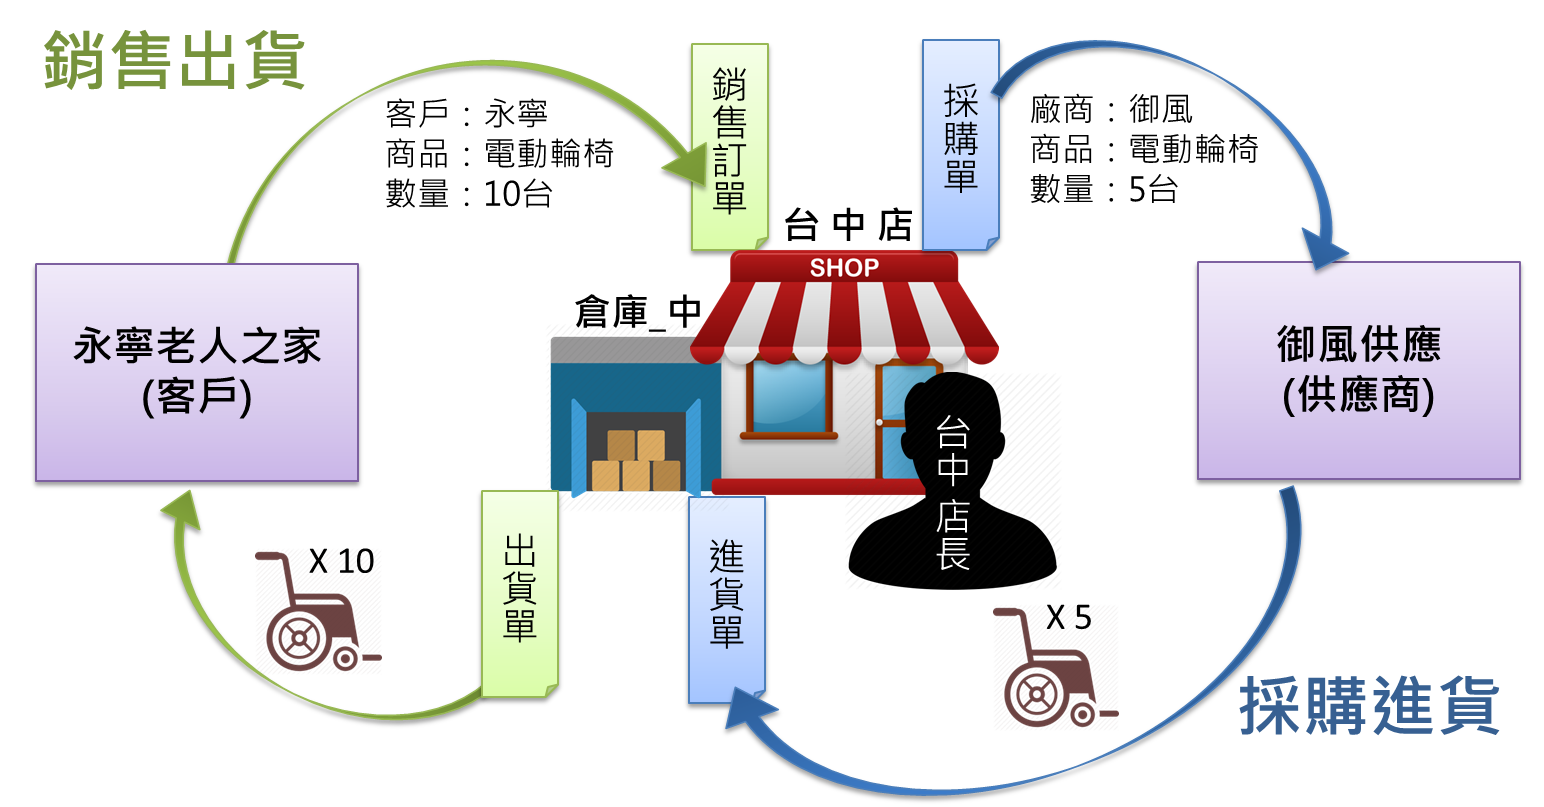 銷售出貨
客戶：永寧
商品：電動輪椅
數量：10台
銷售訂單
採購單
廠商：御風
商品：電動輪椅
數量：5台
台中店
SHOP
倉庫_中
永寧老人之家
(客戶)
御風供應
(供應商)
台中店長
出貨單
進貨單
X 10
X 5
採購進貨